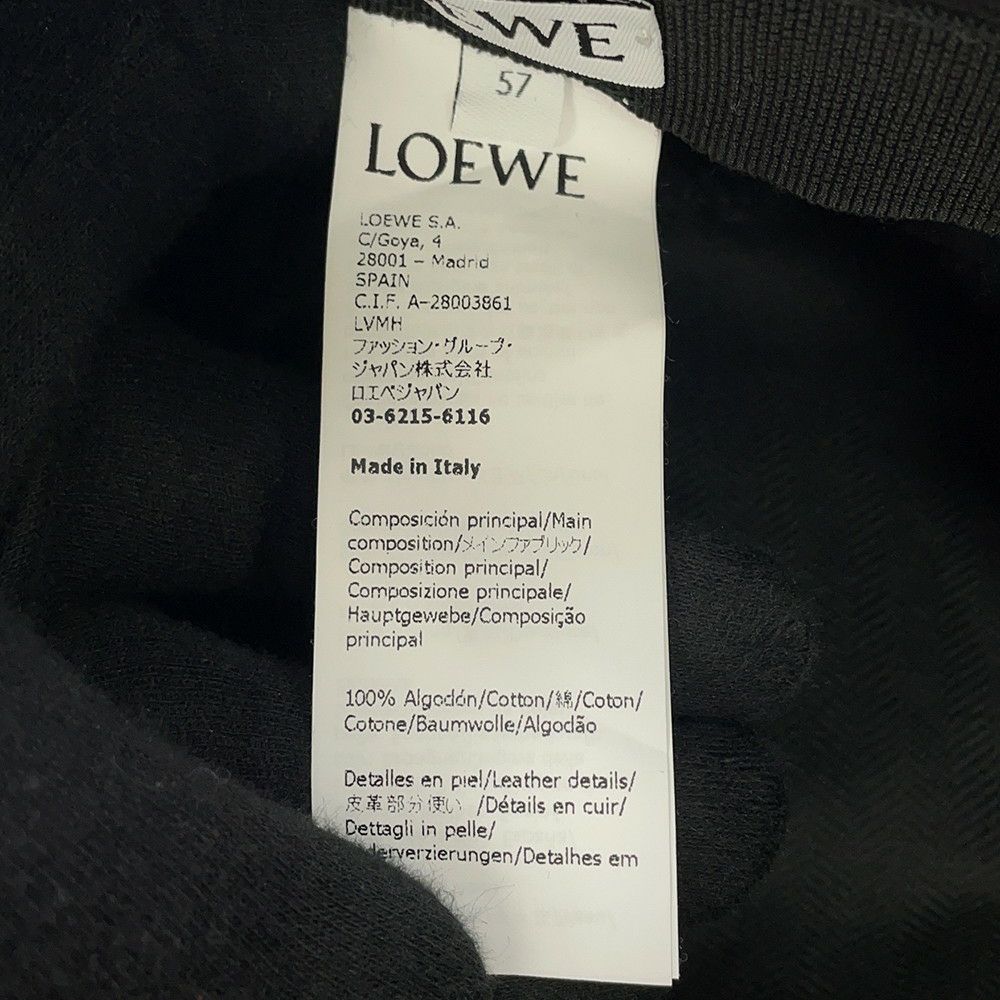 EWE
57
LOEWE
LOEWE S.A.
C/Goya, 4
28001 – Madrid
SPAIN
C.I.F. A-28003861
LVMH
ファッション・グループ・
ジャパン株式会社
ロエベジャパン
03-6215-6116
Made in Italy
Composición principal/Main
composition/メインファブリック/
Composition principal/
Composizione principale/
Hauptgewebe/Composição
principal
100% Algodón/Cotton/綿/Coton/
Cotone/Baumwolle/Algodão
Detalles en piel/Leather details/
皮革部分使い /Détails en cuir/
Dettagli in pelle/
derverzierungen/Detalhes em